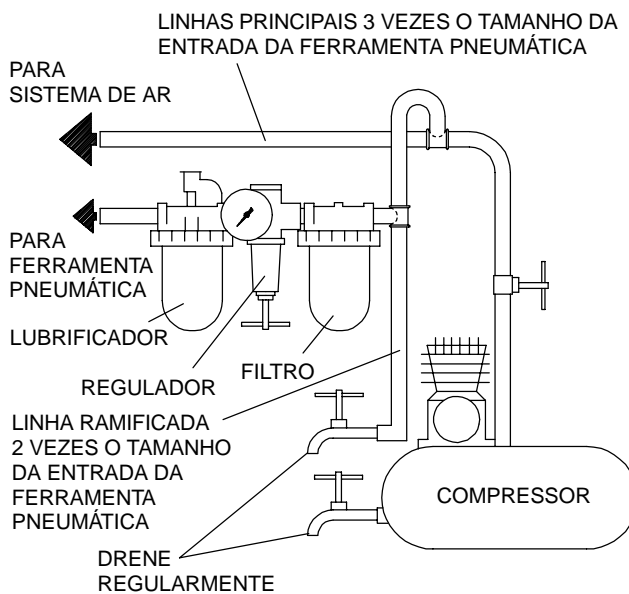 LINHAS PRINCIPAIS 3 VEZES O TAMANHO DA
ENTRADA DA FERRAMENTA PNEUMÁTICA
PARA
SISTEMA DE AR
PARA
FERRAMENTA
PNEUMÁTICA
LUBRIFICADOR
REGULADOR
FILTRO
LINHA RAMIFICADA
2 VEZES O TAMANHO
DA ENTRADA DA
FERRAMENTA
PNEUMÁTICA
COMPRESSOR
DRENE
REGULARMENTE